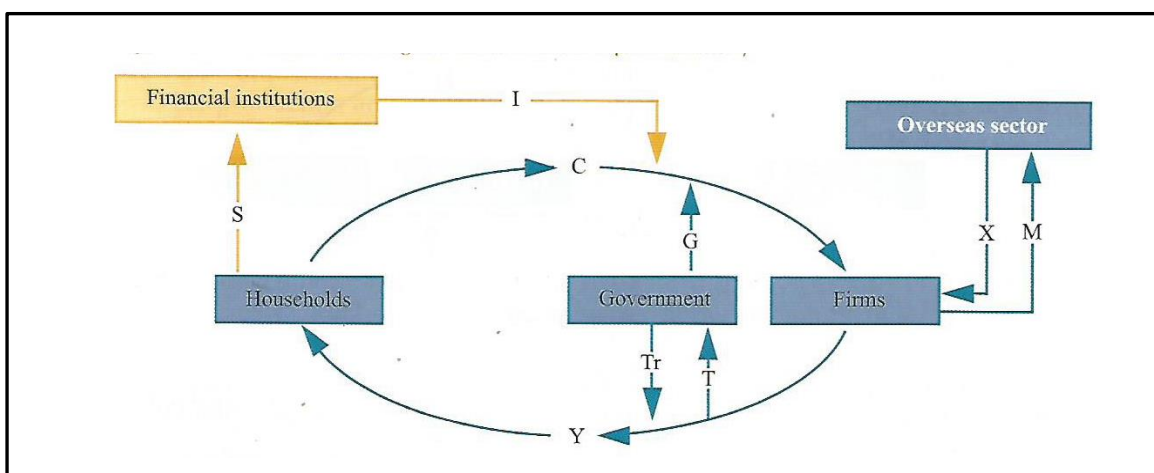 Financial institutions
I
Overseas sector
C
S
X
M
G
Households
Government
Firms
Tr
T
Y